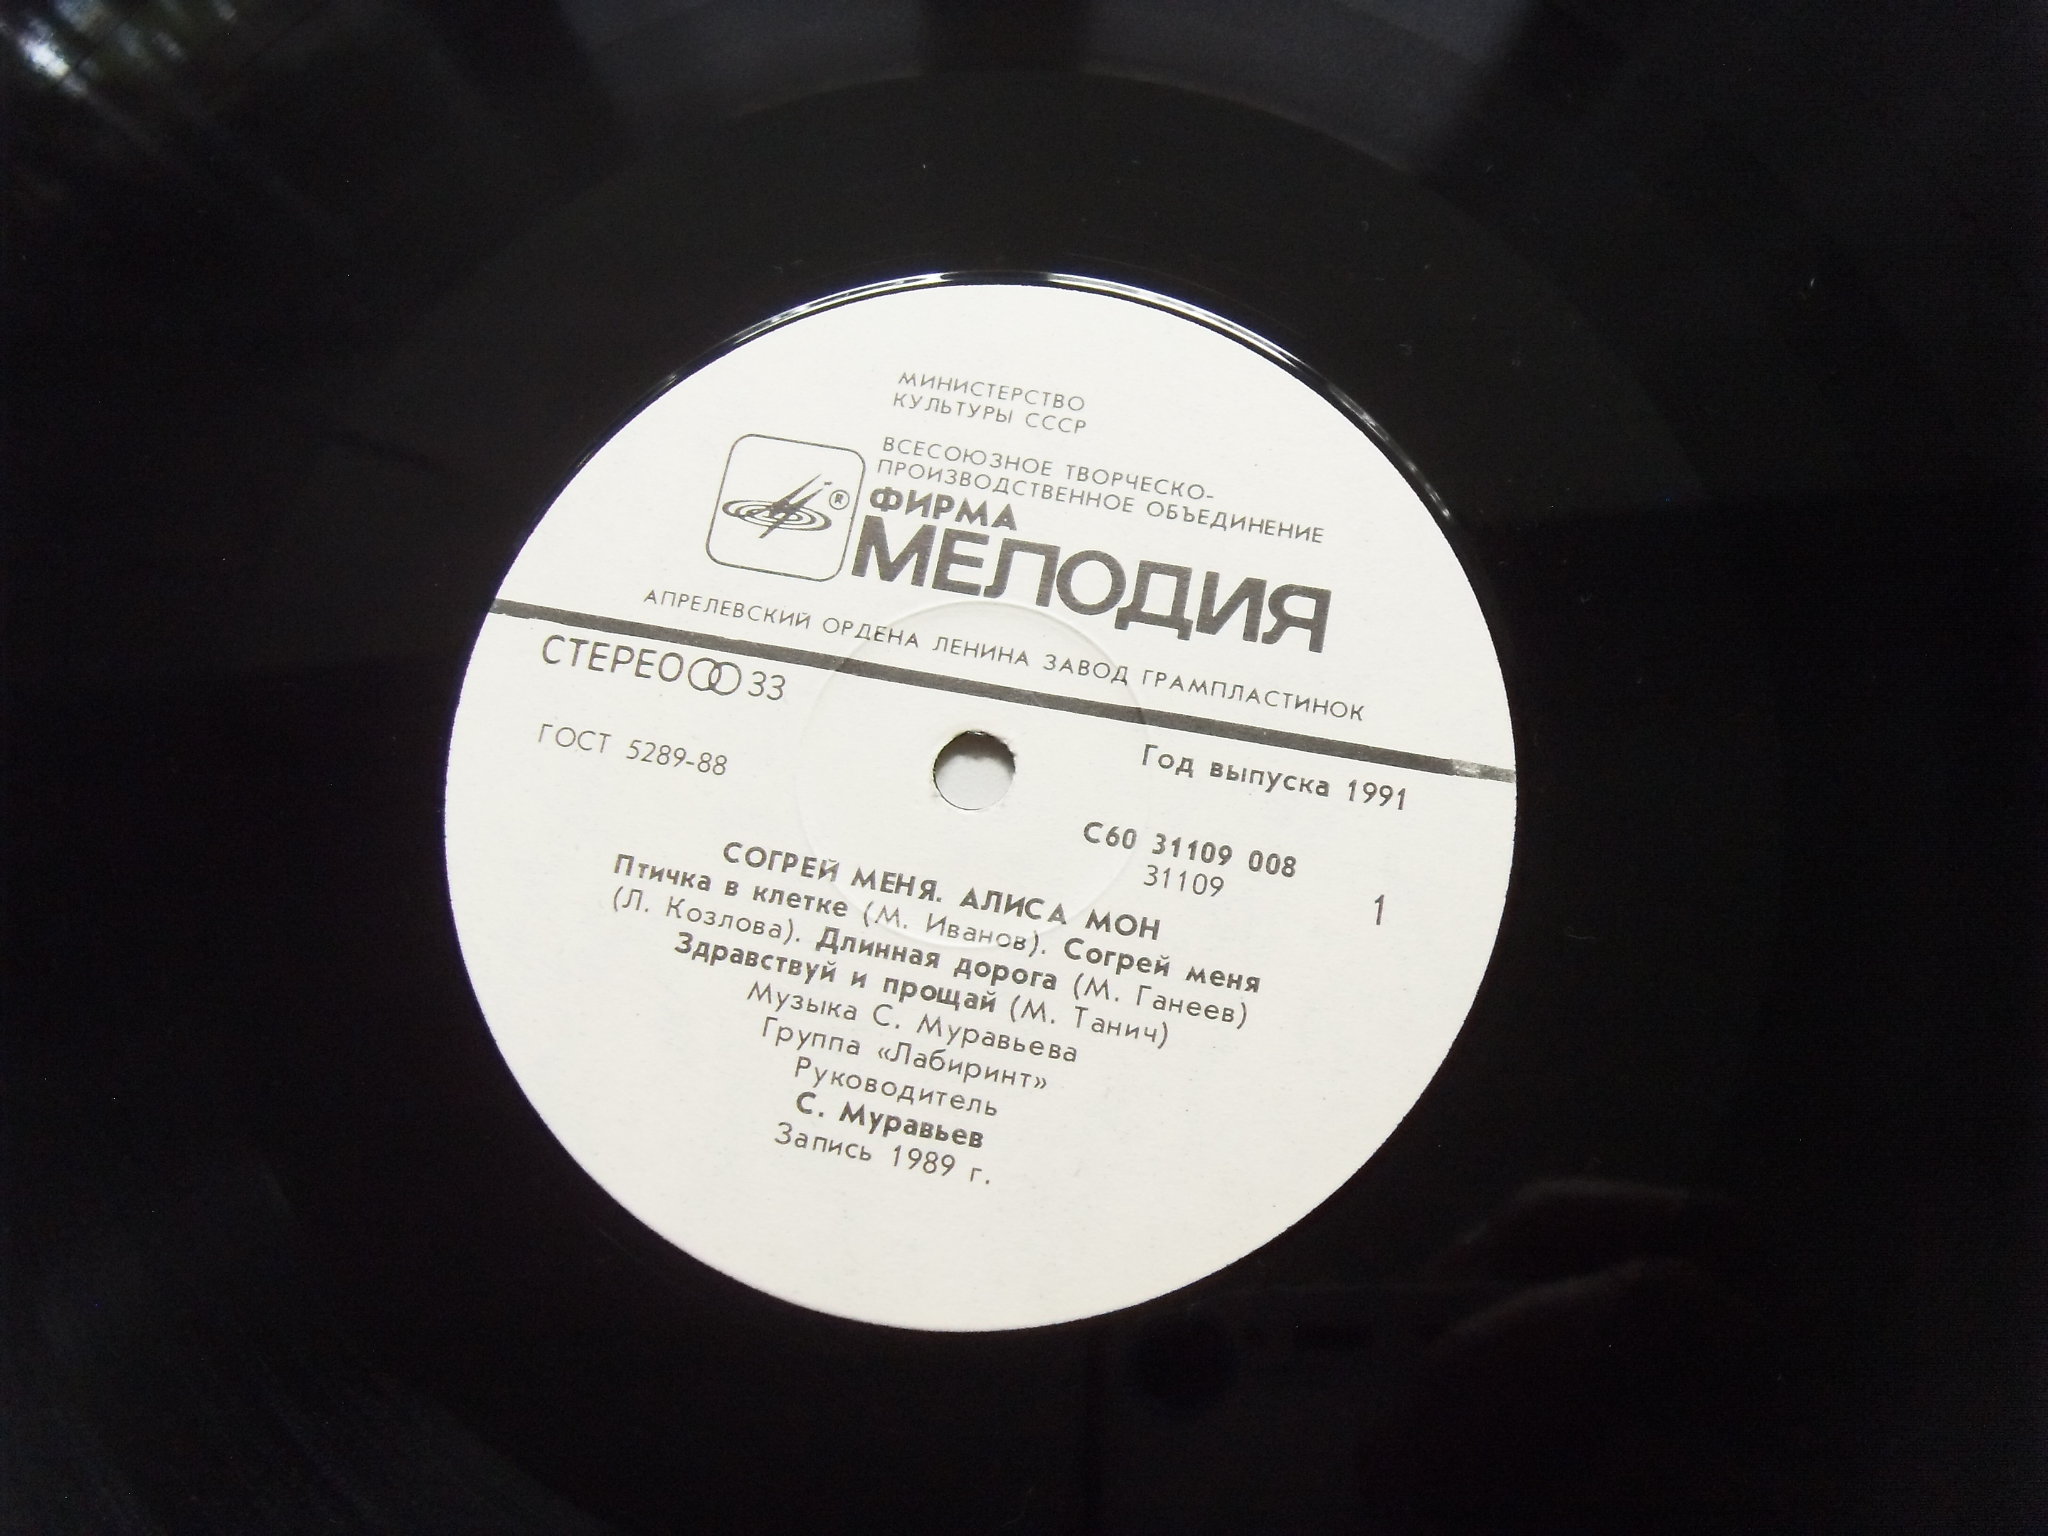 МИНИСТЕРСТВО
КУЛЬТУРЫ СССР
ВСЕСОЮЗНОЕ ТВОРЧЕСКО-
ПРОИЗВОДСТВЕННОЕ ОБЪЕДИНЕНИЕ
®
ФИРМА
МЕЛОДИЯ
АПРЕЛЕВСКИЙ ОРДЕНА ЛЕНИНА ЗАВОД ГРАМПЛАСТИНОК
СТЕРЕО 33
ГОСТ 5289-88
Год выпуска 1991
С60 31109 008
31109
1
СОГРЕЙ МЕНЯ. АЛИСА МОН
Птичка в клетке (М. Иванов). Согрей меня
(Л. Козлова). Длинная дорога (М. Ганеев)
Здравствуй и прощай (М. Танич)
Музыка С. Муравьева
Группа «Лабиринт»
Руководитель
С. Муравьев
Запись 1989 г.